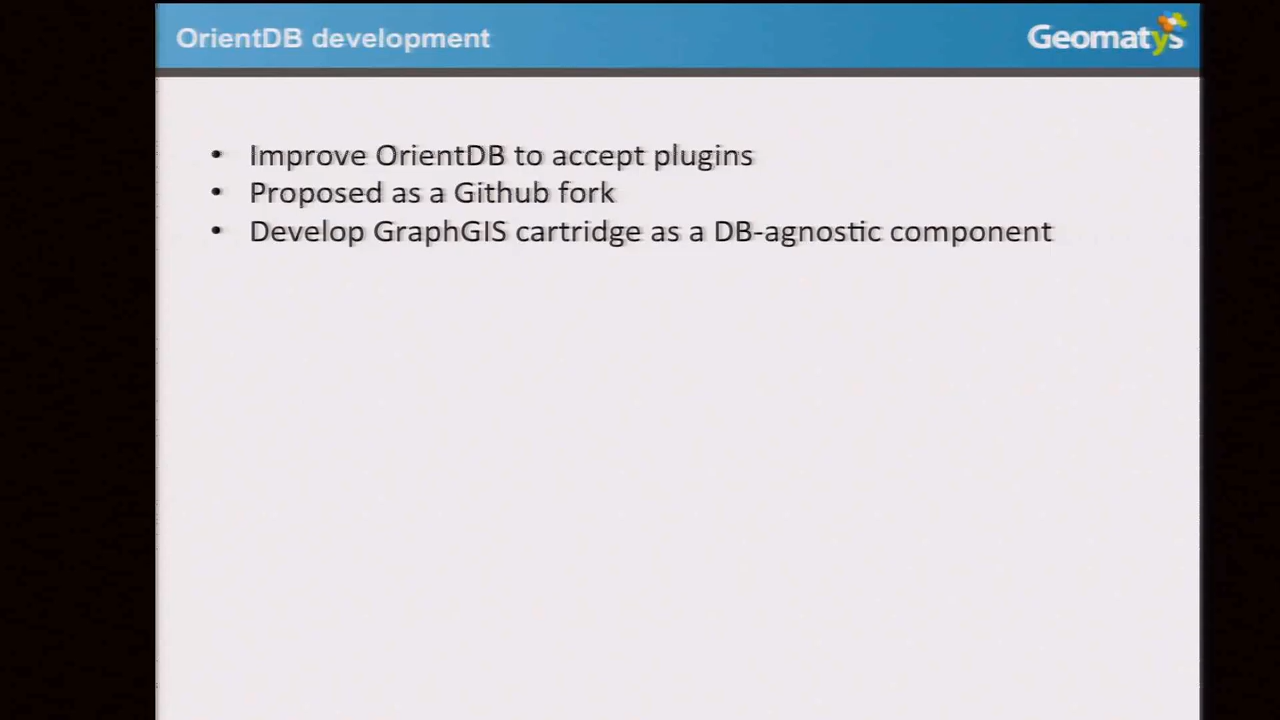 OrientDB development
Geomatys
• Improve OrientDB to accept plugins
• Proposed as a Github fork
• Develop GraphGIS cartridge as a DB-agnostic component